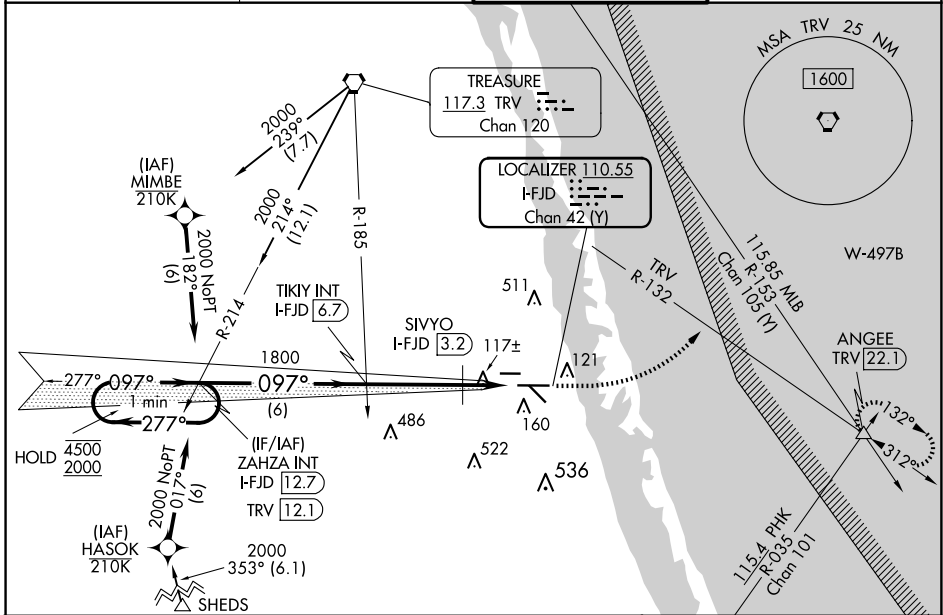 MSA TRV 25 NM
1600
TREASURE
117.3 TRV
Chan 120
2000
239°
(7.7)
(IAF)
MIMBE
210K
2000
214°
(12.1)
R-185
LOCALIZER 110.55
I-FJD
Chan 42 (Y)
2000 NoPT
182°
(6)
R-214
TIKIY INT
I-FJD 6.7
SIVYO
I-FJD 3.2
511
117±
121
TRV
R-132
115.85 MLB
R-153
Chan 105 (Y)
W-497B
ANGEE
TRV 22.1
1800
277°
097°
097°
1 min
(6)
277°
160
132°
312°
486
HOLD 4500
2000
(IF/IAF)
ZAHZA INT
I-FJD 12.7
TRV 12.1
522
536
2000 NoPT
017°
(6)
(IAF)
HASOK
210K
2000
353° (6.1)
SHEDS
115.4 PHK
R-035
Chan 101